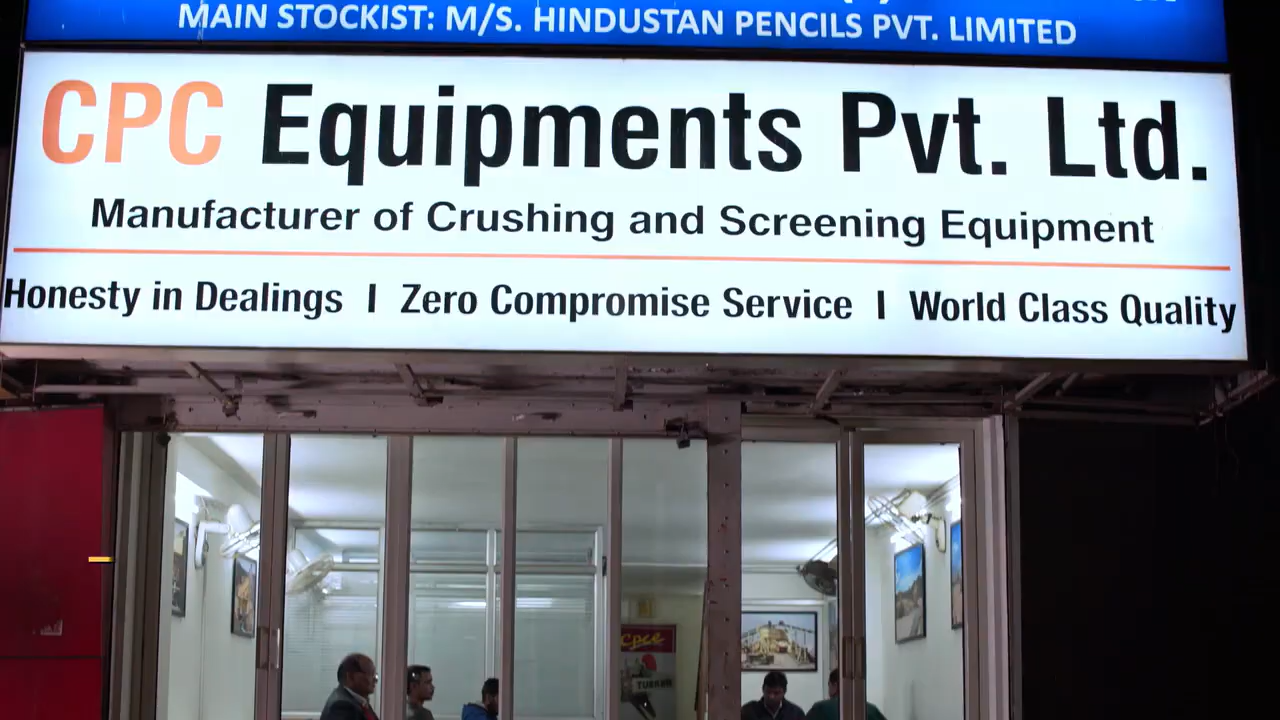 MAIN STOCKIST: M/S. HINDUSTAN PENCILS PVT. LIMITED
CPC Equipments Pvt. Ltd.
Manufacturer of Crushing and Screening Equipment
Honesty in Dealings I Zero Compromise Service I World Class Quality
cpce